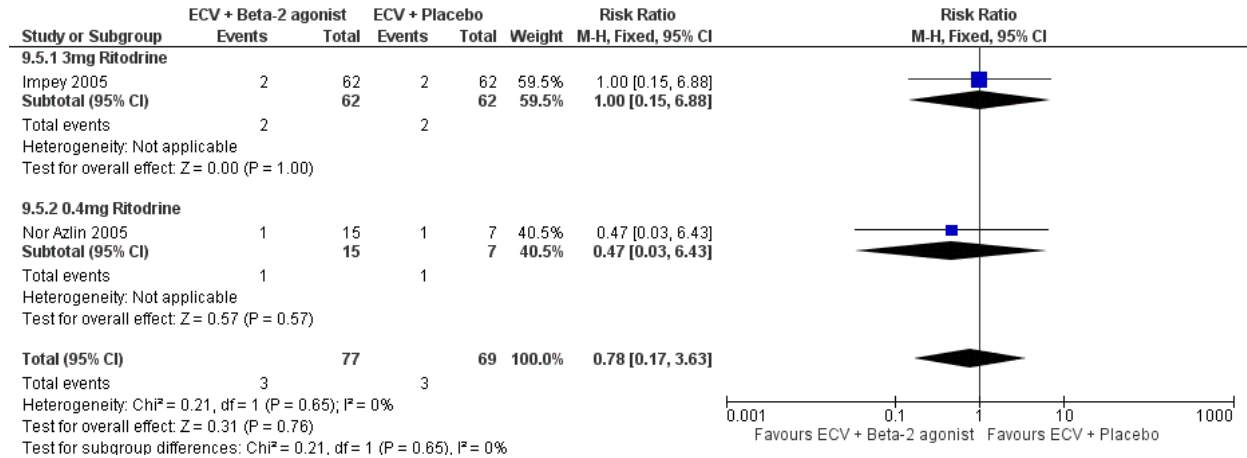 ECV + Beta-2 agonist ECV + Placebo Risk Ratio Risk Ratio
Study or Subgroup Events Total Events Total Weight M-H, Fixed, 95% CI M-H, Fixed, 95% CI
9.5.1 3mg Ritodrine
Impey 2005 2 62 2 62 59.5% 1.00 [0.15, 6.88]
Subtotal (95% CI) 62 62 59.5% 1.00 [0.15, 6.88]
Total events 2 2
Heterogeneity: Not applicable
Test for overall effect: Z = 0.00 (P = 1.00)
9.5.2 0.4mg Ritodrine
Nor Azlin 2005 1 15 1 7 40.5% 0.47 [0.03, 6.43]
Subtotal (95% CI) 15 7 40.5% 0.47 [0.03, 6.43]
Total events 1 1
Heterogeneity: Not applicable
Test for overall effect: Z = 0.57 (P = 0.57)
Total (95% CI) 77 69 100.0% 0.78 [0.17, 3.63]
Total events 3 3
Heterogeneity: Chi² = 0.21, df = 1 (P = 0.65); I² = 0%
Test for overall effect: Z = 0.31 (P = 0.76)
Test for subgroup differences: Chi² = 0.21, df = 1 (P = 0.65), I² = 0%
0.001 0.1 1 10 1000
Favours ECV + Beta-2 agonist Favours ECV + Placebo